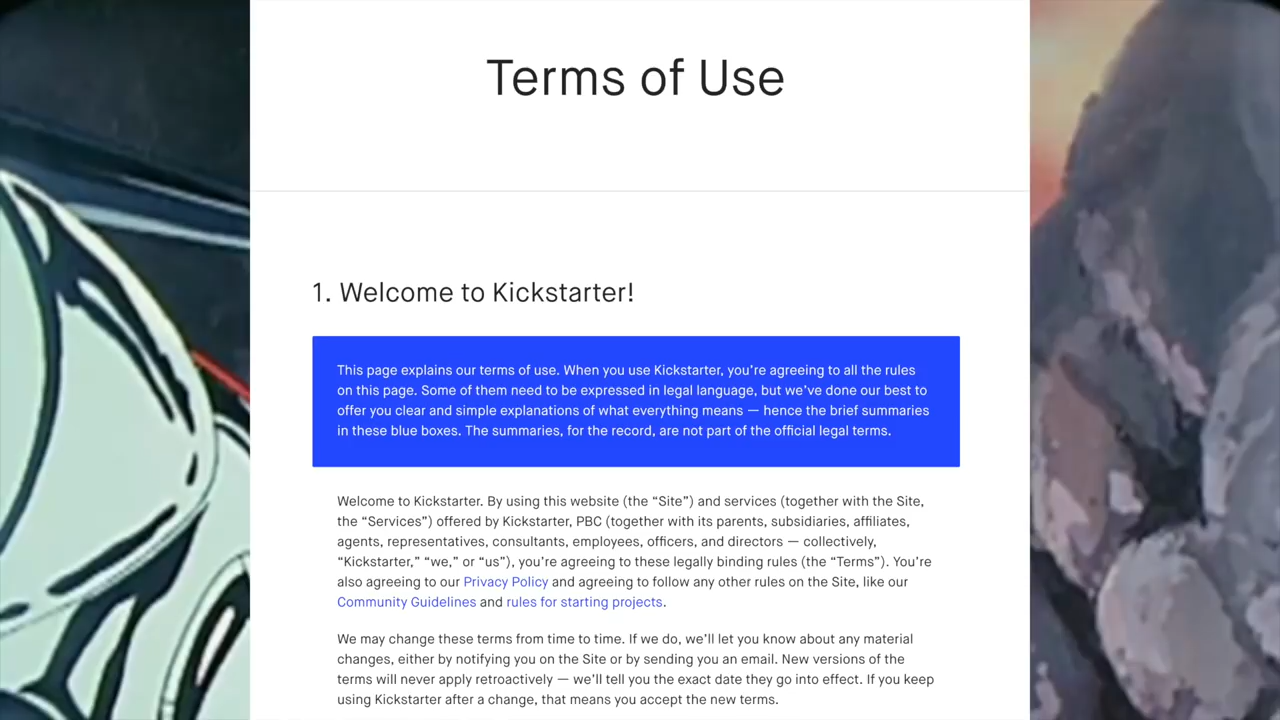 Terms of Use
1. Welcome to Kickstarter!
This page explains our terms of use. When you use Kickstarter, you’re agreeing to all the rules
on this page. Some of them need to be expressed in legal language, but we’ve done our best to
offer you clear and simple explanations of what everything means — hence the brief summaries
in these blue boxes. The summaries, for the record, are not part of the official legal terms.
Welcome to Kickstarter. By using this website (the “Site”) and services (together with the Site,
the “Services”) offered by Kickstarter, PBC (together with its parents, subsidiaries, affiliates,
agents, representatives, consultants, employees, officers, and directors — collectively,
“Kickstarter,” “we,” or “us”), you’re agreeing to these legally binding rules (the “Terms”). You’re
also agreeing to our Privacy Policy and agreeing to follow any other rules on the Site, like our
Community Guidelines and rules for starting projects.
We may change these terms from time to time. If we do, we’ll let you know about any material
changes, either by notifying you on the Site or by sending you an email. New versions of the
terms will never apply retroactively — we’ll tell you the exact date they go into effect. If you keep
using Kickstarter after a change, that means you accept the new terms.